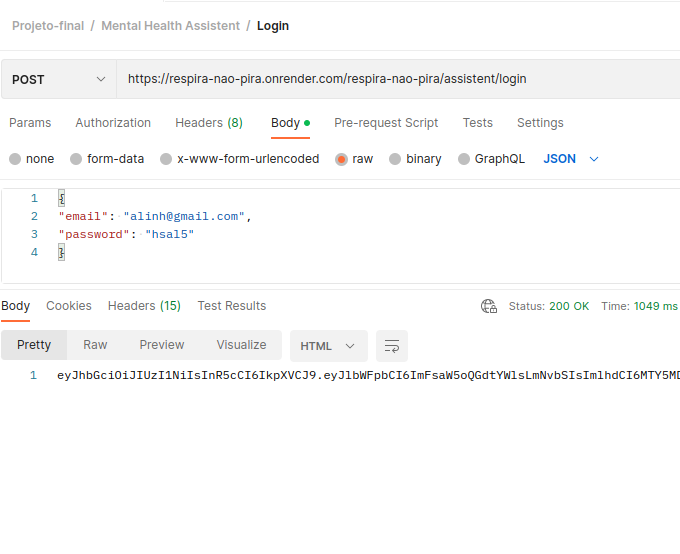 Projeto-final / Mental Health Assistent / Login
POST https://respira-nao-pira.onrender.com/respira-nao-pira/assistent/login
Params Authorization Headers (8) Body Pre-request Script Tests Settings
none form-data x-www-form-urlencoded raw binary GraphQL JSON
1 {
2 "email": "alinh@gmail.com",
3 "password": "hsal5"
4 }
Body Cookies Headers (15) Test Results Status: 200 OK Time: 1049 ms
Pretty Raw Preview Visualize HTML
1 eyJhbGciOiJIUzI1NiIsInR5cCI6IkpXVCJ9.eyJlbWFpbCI6ImFsaW5oQGdtYWlsLmNvbSIsImlhdCI6MTY5MD